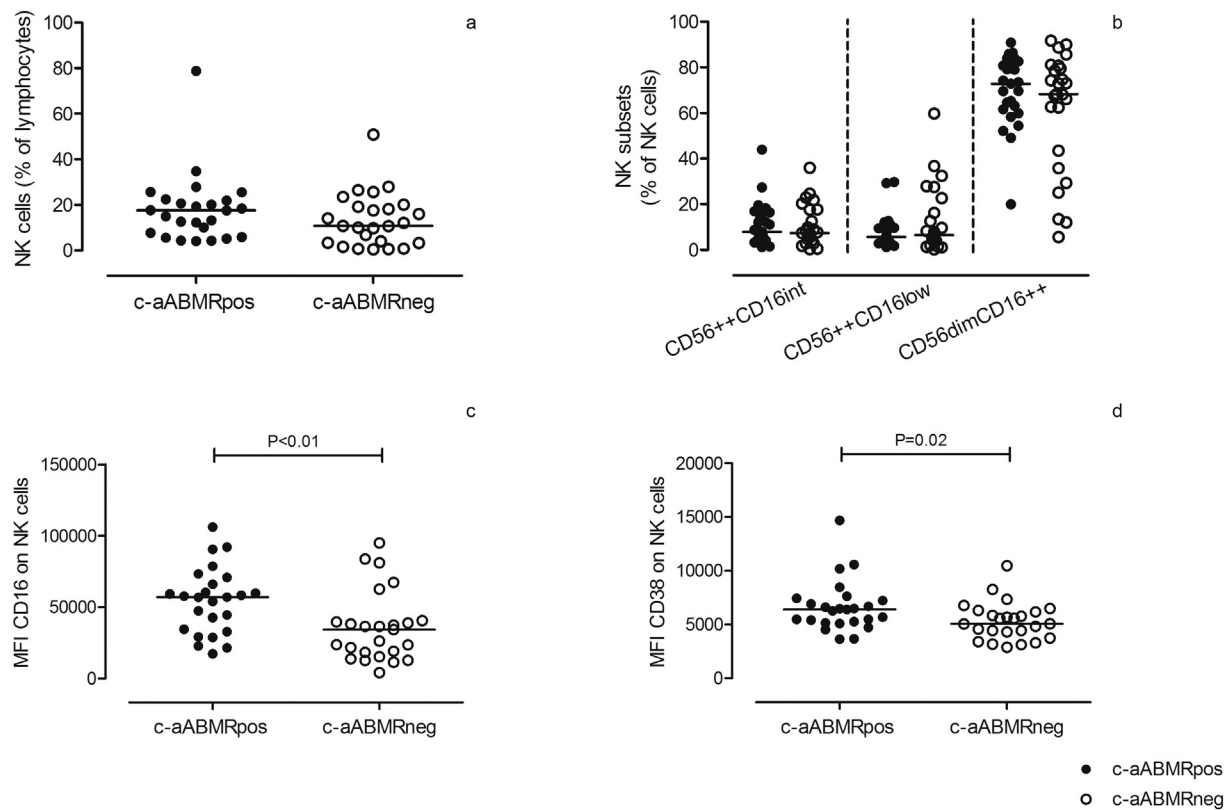 a
NK cells (% of lymphocytes)
100
80
60
40
20
0
c-aABMRpos
c-aABMRneg
b
NK subsets
(% of NK cells)
100
80
60
40
20
0
CD56++CD16int
CD56++CD16low
CD56dimCD16++
c
P<0.01
MFI CD16 on NK cells
150000
100000
50000
0
c-aABMRpos
c-aABMRneg
d
P=0.02
MFI CD38 on NK cells
20000
15000
10000
5000
0
c-aABMRpos
c-aABMRneg
c-aABMRpos
c-aABMRneg